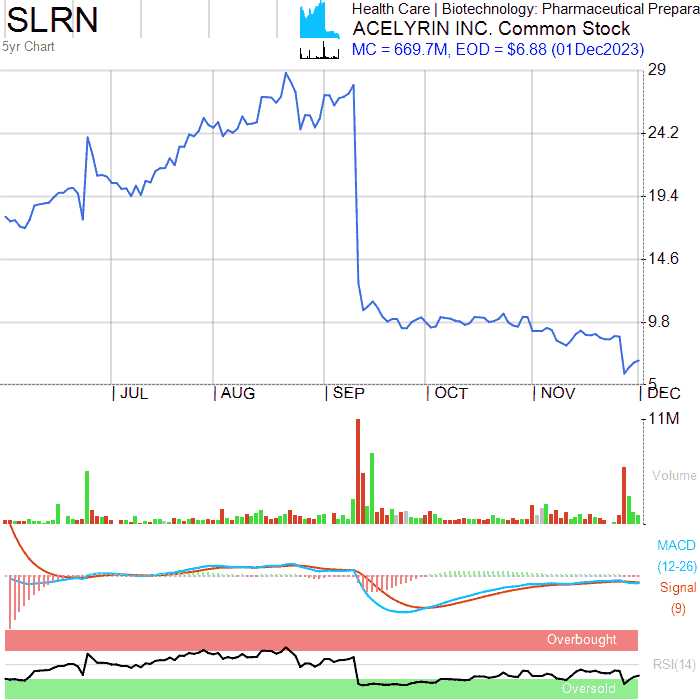 SLRN
5yr Chart
Health Care | Biotechnology: Pharmaceutical Prepara
ACELYRIN INC. Common Stock
MC = 669.7M, EOD = $6.88 (01Dec2023)
29
24.2
19.4
14.6
9.8
5
JUL
AUG
SEP
OCT
NOV
DEC
11M
Volume
MACD
(12-26)
Signal
(9)
Overbought
RSI(14)
Oversold